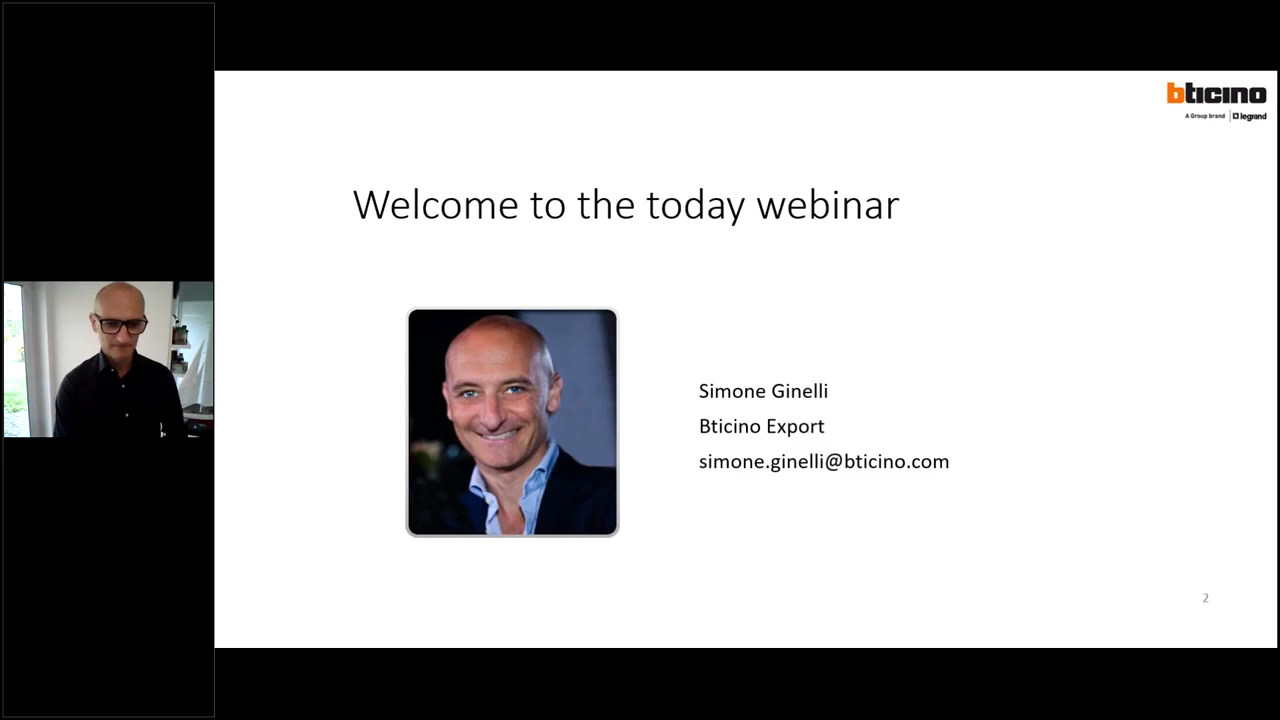 bticino
A Group brand legrand
Welcome to the today webinar
Simone Ginelli
Bticino Export
simone.ginelli@bticino.com
2